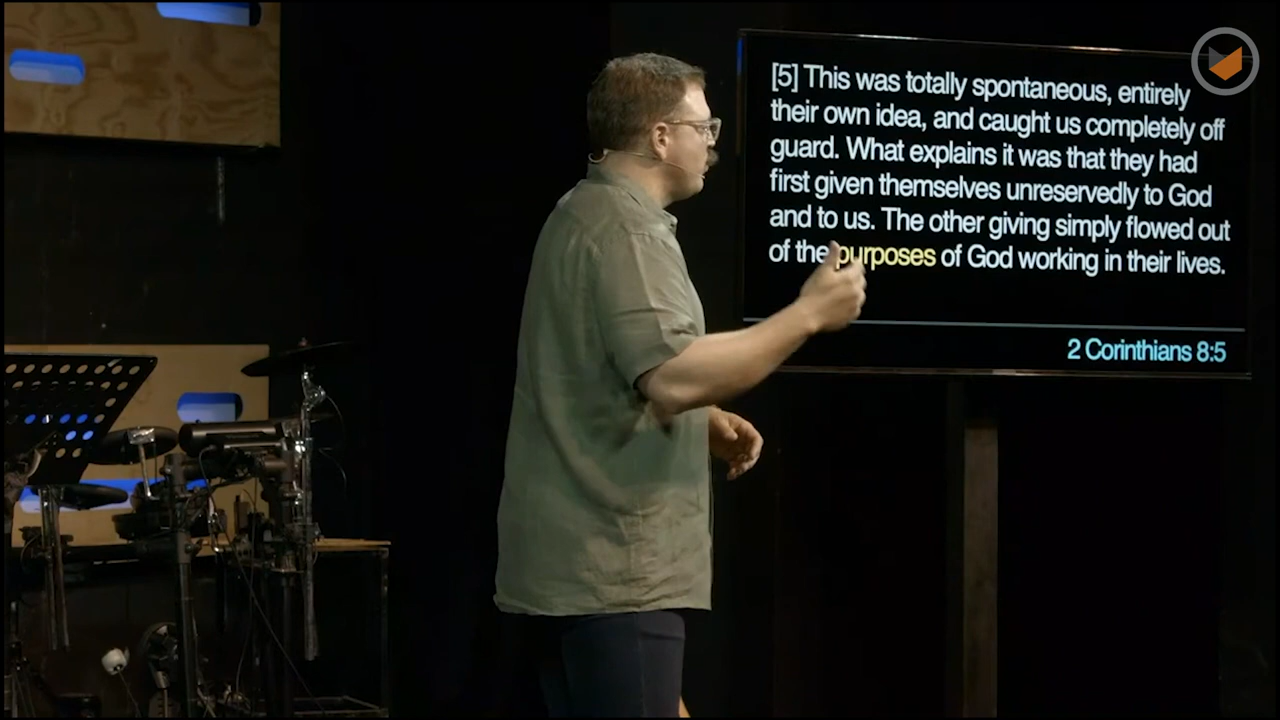 [5] This was totally spontaneous, entirely
their own idea, and caught us completely off
guard. What explains it was that they had
first given themselves unreservedly to God
and to us. The other giving simply flowed out
of the purposes of God working in their lives.
2 Corinthians 8:5